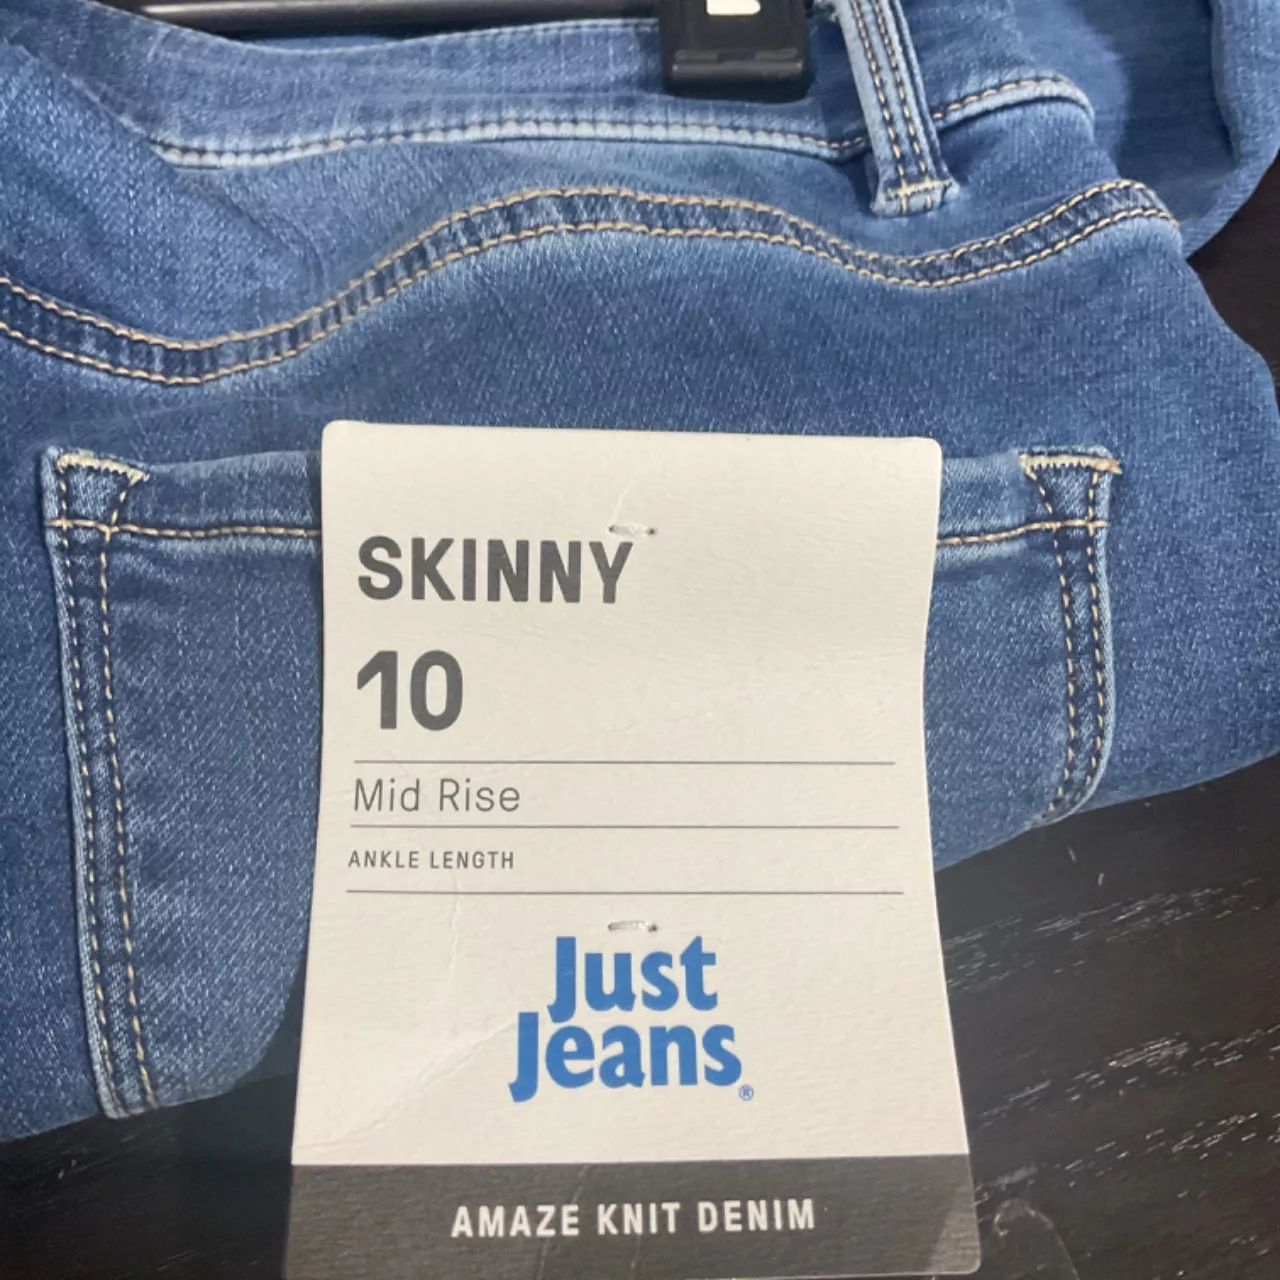 SKINNY
10
Mid Rise
ANKLE LENGTH
Just
Jeans®
AMAZE KNIT DENIM